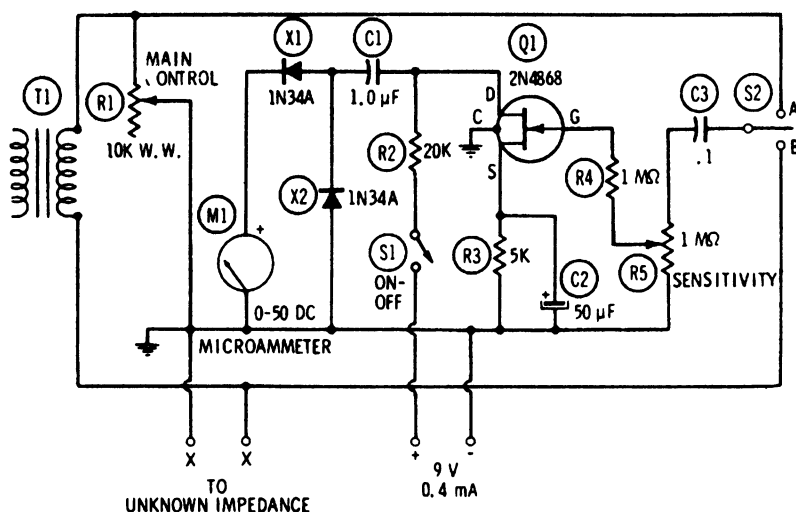 X1
C1
Q1
2N4868
T1
R1
MAIN
CONTROL
10K W. W.
1N34A
1.0 µF
D
C
G
S
C3
.1
S2
A
B
R2
20K
R4
1 MΩ
X2
1N34A
M1
+
S1
ON-
OFF
R3
5K
C2
+
50 µF
R5
1 MΩ
SENSITIVITY
0-50 DC
MICROAMMETER
X
X
+
-
9 V
0.4 mA
TO
UNKNOWN IMPEDANCE